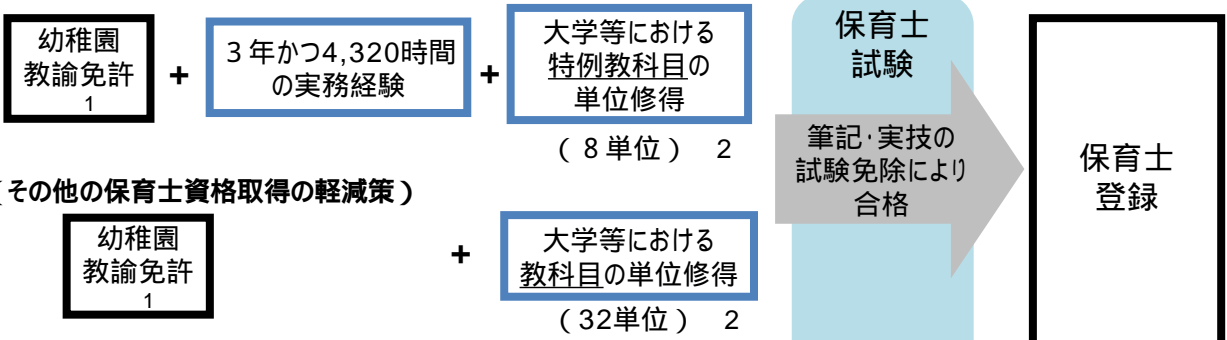 幼稚園
教諭免許
1
+
３年かつ4,320時間
の実務経験
+
大学等における
特例教科目の
単位修得
（８単位） 2
保育士
試験
筆記・実技の
試験免除により
合格
保育士
登録
（その他の保育士資格取得の軽減策）
幼稚園
教諭免許
1
+
大学等における
教科目の単位修得
（32単位） 2